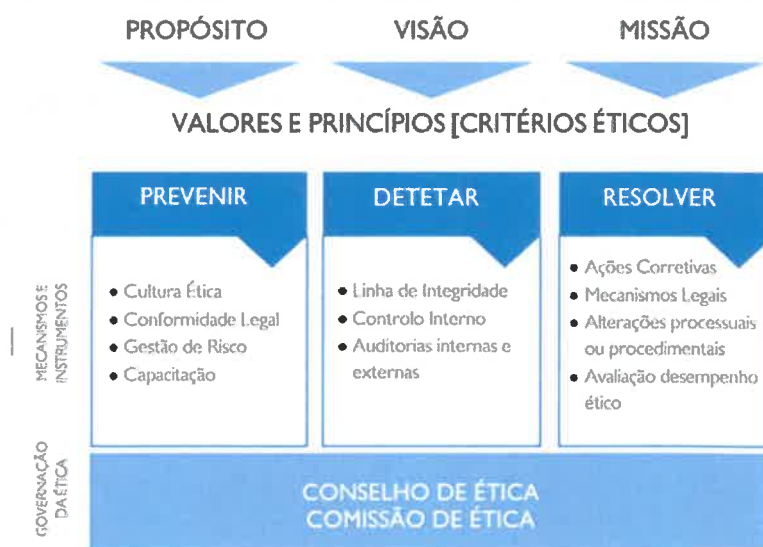 PROPÓSITO
VISÃO
MISSÃO
VALORES E PRINCÍPIOS [CRITÉRIOS ÉTICOS]
PREVENIR
DETETAR
RESOLVER
MECANISMOS E
INSTRUMENTOS
• Cultura Ética
• Conformidade Legal
• Gestão de Risco
• Capacitação
• Linha de Integridade
• Controlo Interno
• Auditorias internas e
externas
• Ações Corretivas
• Mecanismos Legais
• Alterações processuais
ou procedimentais
• Avaliação desempenho
ético
GOVERNAÇÃO
DA ÉTICA
CONSELHO DE ÉTICA
COMISSÃO DE ÉTICA